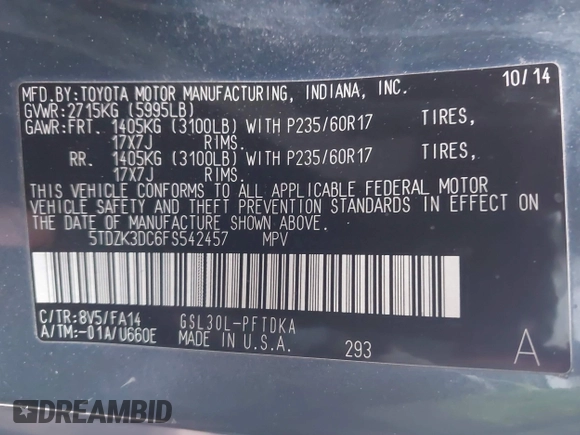 MFD.BY:TOYOTA MOTOR MANUFACTURING, INDIANA, INC. 10/14
GVWR:2715KG (5995LB)
GAWR:FRT. 1405KG (3100LB) WITH P235/60R17 TIRES,
17X7J RIMS.
RR. 1405KG (3100LB) WITH P235/60R17 TIRES,
17X7J RIMS.
THIS VEHICLE CONFORMS TO ALL APPLICABLE FEDERAL MOTOR
VEHICLE SAFETY AND THEFT PREVENTION STANDARDS IN EFFECT ON
THE DATE OF MANUFACTURE SHOWN ABOVE.
5TDZK3DC6FS542457 MPV
C/TR:8V5/FA14 GSL30L-PFTDKA
A/TM:-01A/U660E MADE IN U.S.A. 293 A
DREAMBID